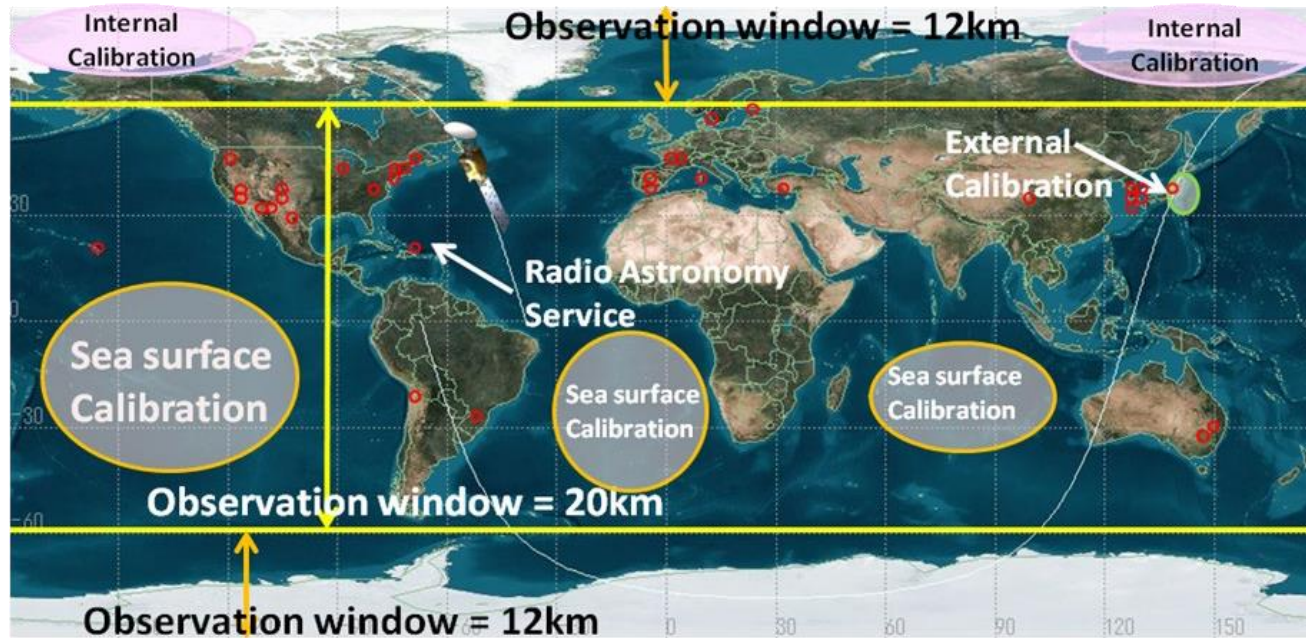 Internal
Calibration
Observation window = 12km
Internal
Calibration
External
Calibration
30
Radio Astronomy
Service
0
Sea surface
Calibration
Sea surface
Calibration
Sea surface
Calibration
-30
Observation window = 20km
-60
Observation window = 12km
0
30
60
90
120
150